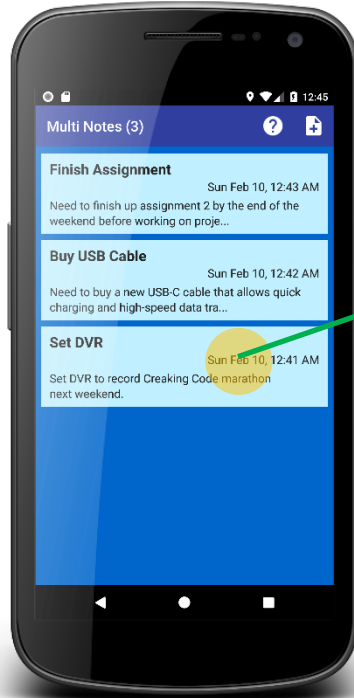 12:45
Multi Notes (3)
Finish Assignment
Sun Feb 10, 12:43 AM
Need to finish up assignment 2 by the end of the
weekend before working on proje...
Buy USB Cable
Sun Feb 10, 12:42 AM
Need to buy a new USB-C cable that allows quick
charging and high-speed data tra...
Set DVR
Sun Feb 10, 12:41 AM
Set DVR to record Creaking Code marathon
next weekend.